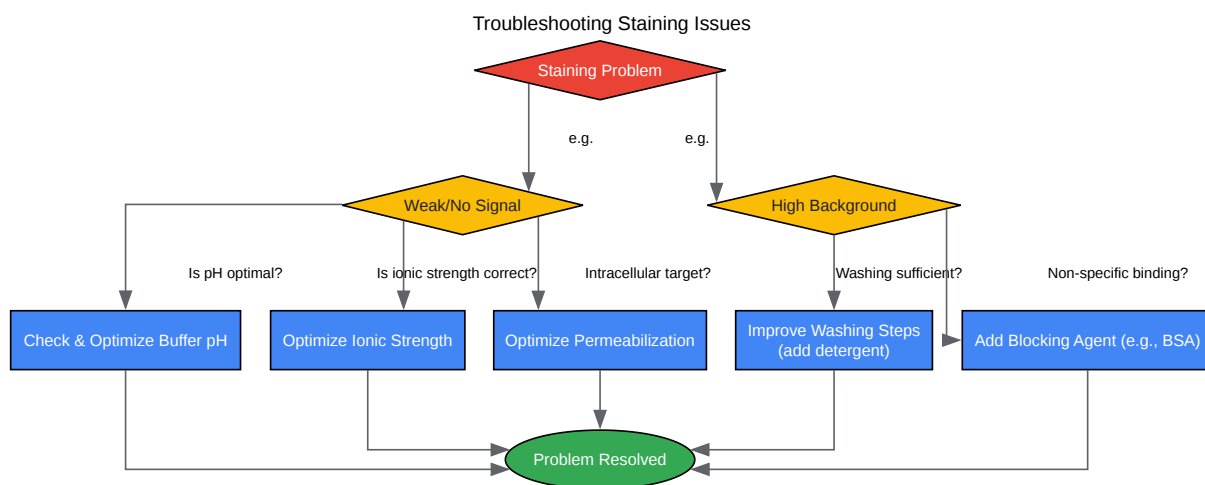 Troubleshooting Staining Issues
Staining Problem
e.g.
e.g.
Weak/No Signal
High Background
Is pH optimal?
Is ionic strength correct?
Intracellular target?
Washing sufficient?
Non-specific binding?
Check & Optimize Buffer pH
Optimize Ionic Strength
Optimize Permeabilization
Improve Washing Steps
(add detergent)
Add Blocking Agent (e.g., BSA)
Problem Resolved